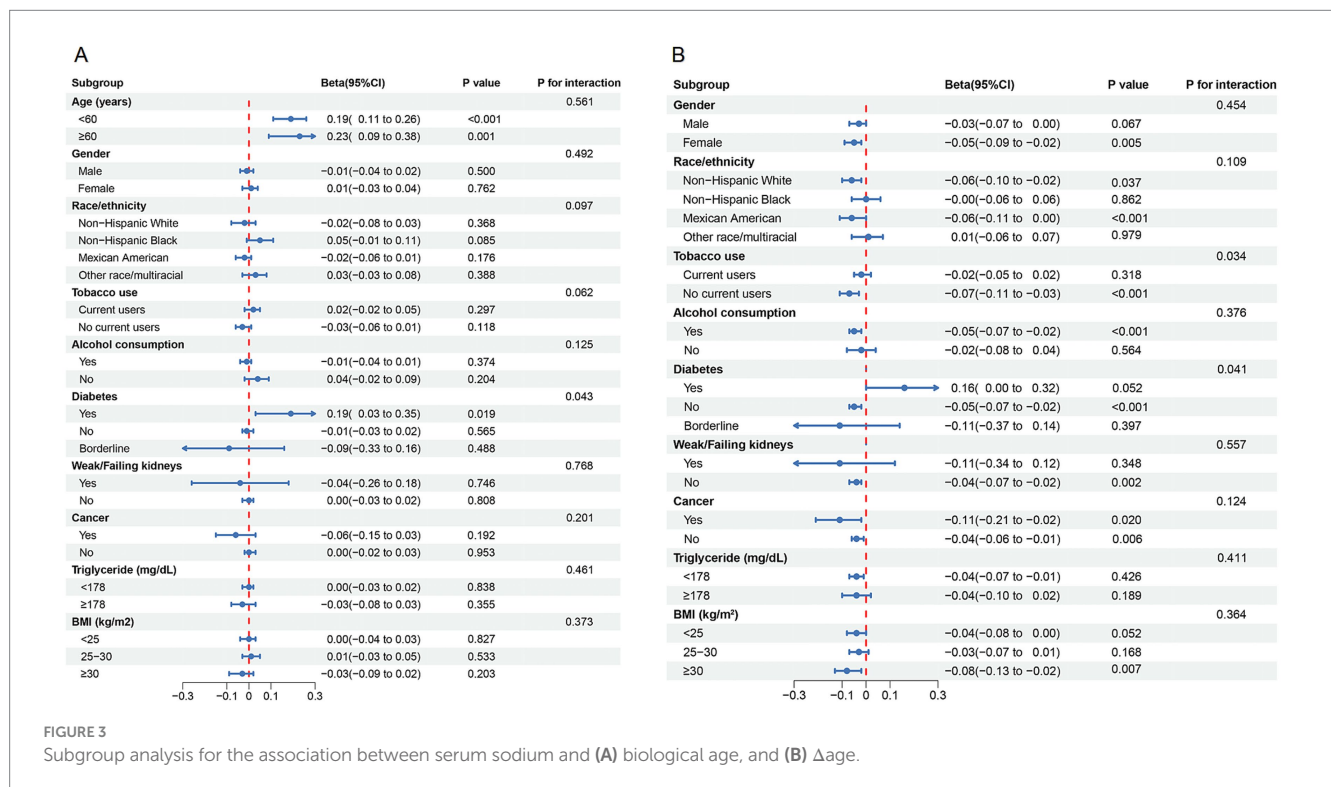 A
Subgroup Beta(95%CI) P value P for interaction
Age (years) 0.561
<60 0.19( 0.11 to 0.26) <0.001
≥60 0.23( 0.09 to 0.38) 0.001
Gender 0.492
Male −0.01(−0.04 to 0.02) 0.500
Female 0.01(−0.03 to 0.04) 0.762
Race/ethnicity 0.097
Non−Hispanic White −0.02(−0.08 to 0.03) 0.368
Non−Hispanic Black 0.05(−0.01 to 0.11) 0.085
Mexican American −0.02(−0.06 to 0.01) 0.176
Other race/multiracial 0.03(−0.03 to 0.08) 0.388
Tobacco use 0.062
Current users 0.02(−0.02 to 0.05) 0.297
No current users −0.03(−0.06 to 0.01) 0.118
Alcohol consumption 0.125
Yes −0.01(−0.04 to 0.01) 0.374
No 0.04(−0.02 to 0.09) 0.204
Diabetes 0.043
Yes 0.19( 0.03 to 0.35) 0.019
No −0.01(−0.03 to 0.02) 0.565
Borderline −0.09(−0.33 to 0.16) 0.488
Weak/Failing kidneys 0.768
Yes −0.04(−0.26 to 0.18) 0.746
No 0.00(−0.03 to 0.02) 0.808
Cancer 0.201
Yes −0.06(−0.15 to 0.03) 0.192
No 0.00(−0.02 to 0.03) 0.953
Triglyceride (mg/dL) 0.461
<178 0.00(−0.03 to 0.02) 0.838
≥178 −0.03(−0.08 to 0.03) 0.355
BMI (kg/m2) 0.373
<25 0.00(−0.04 to 0.03) 0.827
25−30 0.01(−0.03 to 0.05) 0.533
≥30 −0.03(−0.09 to 0.02) 0.203
−0.3 −0.1 0 0.1 0.3
B
Subgroup Beta(95%CI) P value P for interaction
Gender 0.454
Male −0.03(−0.07 to 0.00) 0.067
Female −0.05(−0.09 to −0.02) 0.005
Race/ethnicity 0.109
Non−Hispanic White −0.06(−0.10 to −0.02) 0.037
Non−Hispanic Black −0.00(−0.06 to 0.06) 0.862
Mexican American −0.06(−0.11 to 0.00) <0.001
Other race/multiracial 0.01(−0.06 to 0.07) 0.979
Tobacco use 0.034
Current users −0.02(−0.05 to 0.02) 0.318
No current users −0.07(−0.11 to −0.03) <0.001
Alcohol consumption 0.376
Yes −0.05(−0.07 to −0.02) <0.001
No −0.02(−0.08 to 0.04) 0.564
Diabetes 0.041
Yes 0.16( 0.00 to 0.32) 0.052
No −0.05(−0.07 to −0.02) <0.001
Borderline −0.11(−0.37 to 0.14) 0.397
Weak/Failing kidneys 0.557
Yes −0.11(−0.34 to 0.12) 0.348
No −0.04(−0.07 to −0.02) 0.002
Cancer 0.124
Yes −0.11(−0.21 to −0.02) 0.020
No −0.04(−0.06 to −0.01) 0.006
Triglyceride (mg/dL) 0.411
<178 −0.04(−0.07 to −0.01) 0.426
≥178 −0.04(−0.10 to 0.02) 0.189
BMI (kg/m²) 0.364
<25 −0.04(−0.08 to 0.00) 0.052
25−30 −0.03(−0.07 to 0.01) 0.168
≥30 −0.08(−0.13 to −0.02) 0.007
−0.3 −0.1 0 0.1 0.3
FIGURE 3
Subgroup analysis for the association between serum sodium and (A) biological age, and (B) Δage.